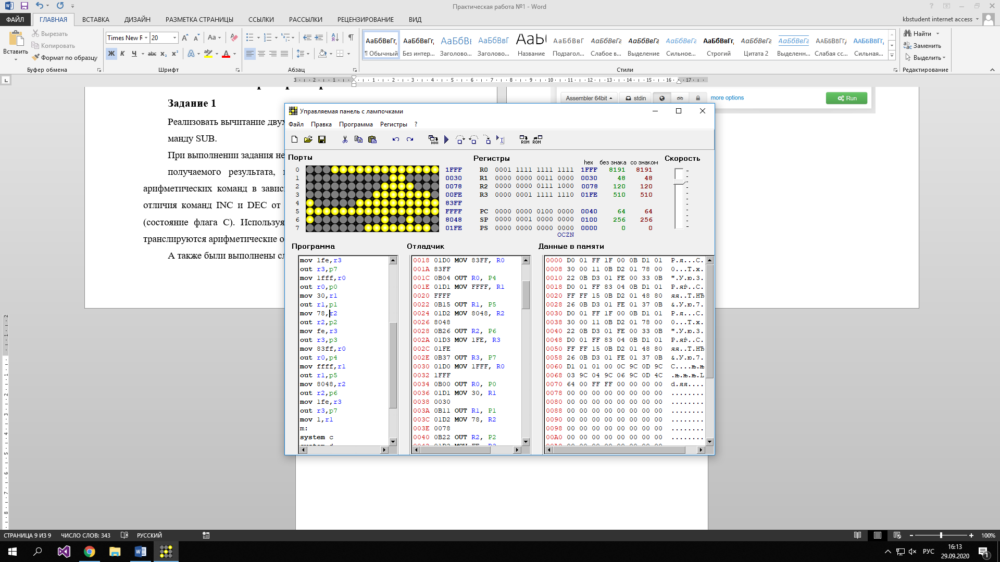 Практическая работа №1 - Word
ФАЙЛ ГЛАВНАЯ ВСТАВКА ДИЗАЙН РАЗМЕТКА СТРАНИЦЫ ССЫЛКИ РАССЫЛКИ РЕЦЕНЗИРОВАНИЕ ВИД kbstudent internet access
Вставить
Вырезать
Копировать
Формат по образцу
Буфер обмена
Times New R 20
Шрифт
Абзац
АаБбВвГг, АаБбВвГг, АаБбВı АаБбВвГ АаЫ АаБбВвГ АаБбВвГг АаБбВвГг АаБбВвГг АаБбВвГг, АаБбВвГг АаБбВвГг АаБбВвГг, АаБбВвГг,
¶ Обычный Без интер... Заголово... Заголово... Название Подзагол... Слабое в... Выделение Сильное... Строгий Цитата 2 Выделенн... Слабая сс... Сильная...
Стили
Найти
Заменить
Выделить
Редактирование
3 2 1 1 2 3 4 5 6 7 8 9 10 11 12 13 14 15 16 17
Задание 1
Реализовать вычитание двух
манду SUB.
При выполнении задания не
получаемого результата,
арифметических команд в завис
отличия команд INC и DEC от
(состояние флага С). Используя
транслируются арифметические о
А также были выполнены сл
Assembler 64bit stdin more options Run
Управляемая панель с лампочками
Файл Правка Программа Регистры ?
Порты Регистры hex без знака со знаком Скорость
0 1FFF R0 0001 1111 1111 1111 1FFF 8191 8191
1 0030 R1 0000 0000 0011 0000 0030 48 48
2 0078 R2 0000 0000 0111 1000 0078 120 120
3 00FE R3 0000 0001 1111 1110 01FE 510 510
4 83FF
5 FFFF PC 0000 0000 0100 0000 0040 64 64
6 8048 SP 0000 0001 0000 0000 0100 256 256
7 01FE PS 0000 0000 0000 0000 0000 0 0
OCZN
Программа
mov 1fe,r3
out r3,p7
mov 1fff,r0
out r0,p0
mov 30,r1
out r1,p1
mov 78,r2
out r2,p2
mov fe,r3
out r3,p3
mov 83ff,r0
out r0,p4
mov ffff,r1
out r1,p5
mov 8048,r2
out r2,p6
mov 1fe,r3
out r3,p7
mov 1,r1
m:
system c
Отладчик
0018 01D0 MOV 83FF, R0
001A 83FF
001C 0B04 OUT R0, P4
001E 01D1 MOV FFFF, R1
0020 FFFF
0022 0B15 OUT R1, P5
0024 01D2 MOV 8048, R2
0026 8048
0028 0B26 OUT R2, P6
002A 01D3 MOV 1FE, R3
002C 01FE
002E 0B37 OUT R3, P7
0030 01D0 MOV 1FFF, R0
0032 1FFF
0034 0B00 OUT R0, P0
0036 01D1 MOV 30, R1
0038 0030
003A 0B11 OUT R1, P1
003C 01D2 MOV 78, R2
003E 0078
0040 0B22 OUT R2, P2
Данные в памяти
0000 D0 01 FF 1F 00 0B D1 01 Р.я...С.
0008 30 00 11 0B D2 01 78 00 0...Т.x.
0010 22 0B D3 01 FE 00 33 0B ".У.ю.3.
0018 D0 01 FF 83 04 0B D1 01 Р.яѓ..С.
0020 FF FF 15 0B D2 01 48 80 яя..Т.HЂ
0028 26 0B D3 01 FE 01 37 0B &.У.ю.7.
0030 D0 01 FF 1F 00 0B D1 01 Р.я...С.
0038 30 00 11 0B D2 01 78 00 0...Т.x.
0040 22 0B D3 01 FE 00 33 0B ".У.ю.3.
0048 D0 01 FF 83 04 0B D1 01 Р.яѓ..С.
0050 FF FF 15 0B D2 01 48 80 яя..Т.HЂ
0058 26 0B D3 01 FE 01 37 0B &.У.ю.7.
0060 D1 01 01 00 0C 9C 0D 9C С....њ.њ
0068 03 9C 04 9C 06 9C 0D 4C .њ.њ.њ.L
0070 64 00 FF FF 00 00 00 00 d.яя....
0078 00 00 00 00 00 00 00 00 ........
0080 00 00 00 00 00 00 00 00 ........
0088 00 00 00 00 00 00 00 00 ........
0090 00 00 00 00 00 00 00 00 ........
0098 00 00 00 00 00 00 00 00 ........
00A0 00 00 00 00 00 00 00 00 ........
СТРАНИЦА 9 ИЗ 9 ЧИСЛО СЛОВ: 343 РУССКИЙ 100%
РУС 16:13
29.09.2020
1